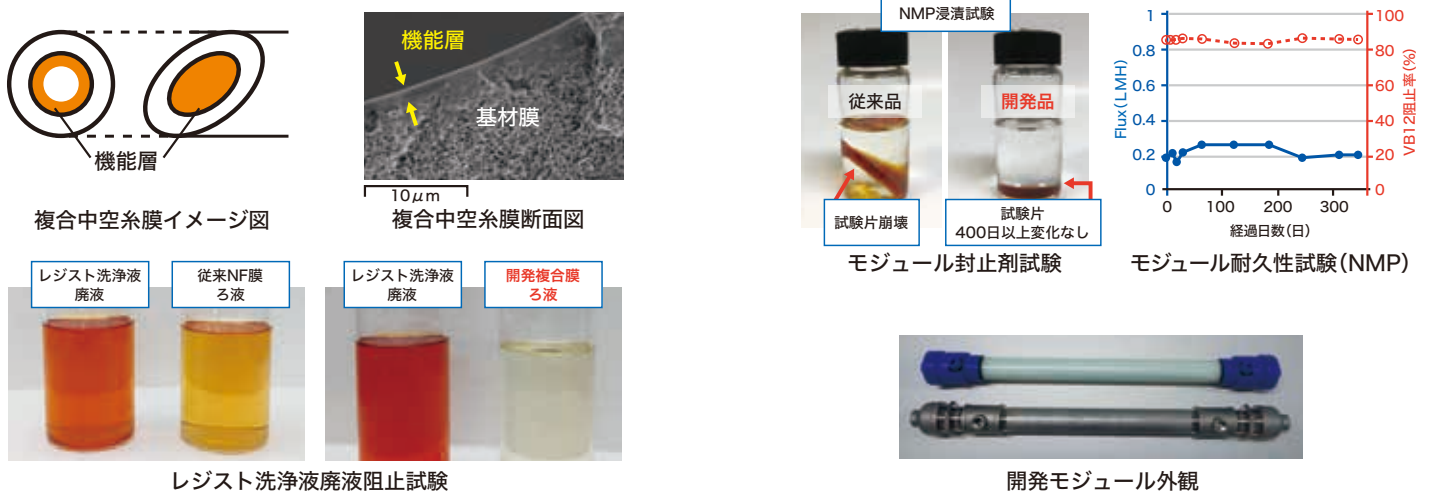 機能層
複合中空糸膜イメージ図
機能層
基材膜
10μm
複合中空糸膜断面図
レジスト洗浄液
廃液
従来NF膜
ろ液
レジスト洗浄液
廃液
開発複合膜
ろ液
レジスト洗浄液廃液阻止試験
NMP浸漬試験
従来品
開発品
試験片崩壊
試験片
400日以上変化なし
モジュール封止剤試験
1
0.8
0.6
0.4
0.2
0
Flux(LMH)
100
80
60
40
20
0
VB12阻止率(%)
0 100 200 300
経過日数(日)
モジュール耐久性試験(NMP)
開発モジュール外観